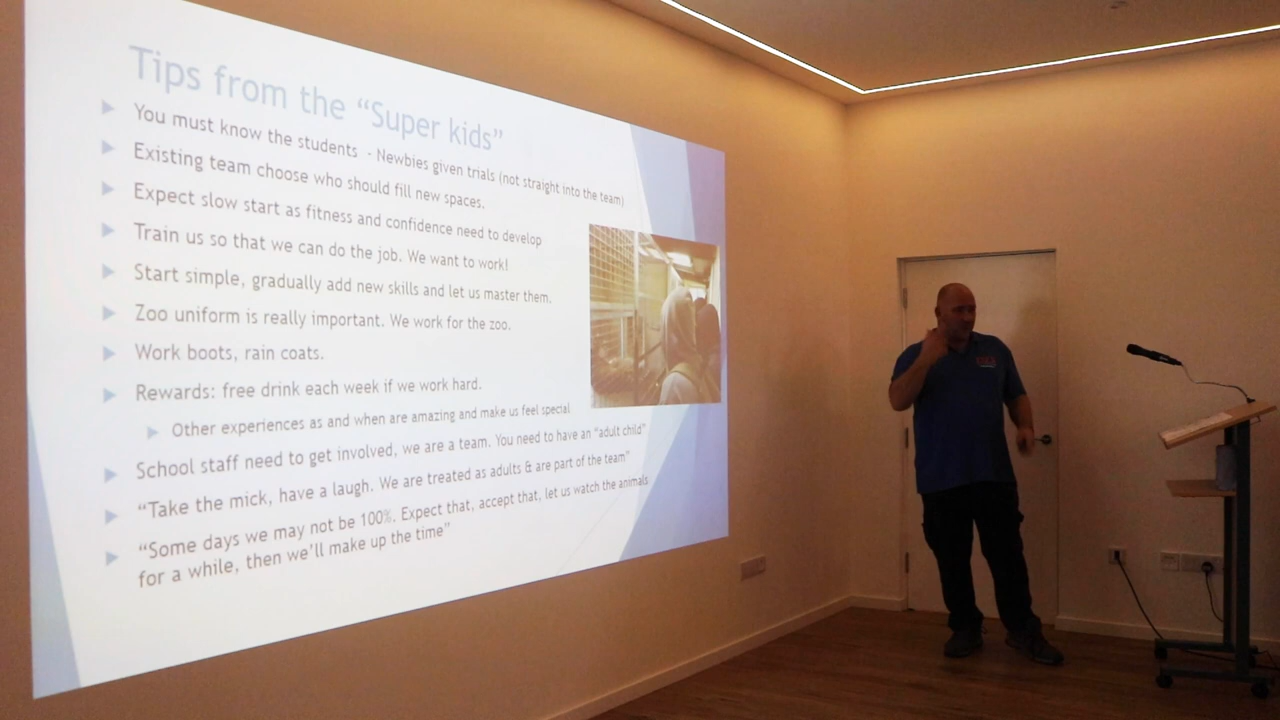 Tips from the “Super kids”
You must know the students - Newbies given trials (not straight into the team)
Existing team choose who should fill new spaces.
Expect slow start as fitness and confidence need to develop
Train us so that we can do the job. We want to work!
Start simple, gradually add new skills and let us master them.
Zoo uniform is really important. We work for the zoo.
Work boots, rain coats.
Rewards: free drink each week if we work hard.
Other experiences as and when are amazing and make us feel special
School staff need to get involved, we are a team. You need to have an “adult child”
“Take the mick, have a laugh. We are treated as adults & are part of the team”
“Some days we may not be 100%. Expect that, accept that, let us watch the animals
for a while, then we’ll make up the time”